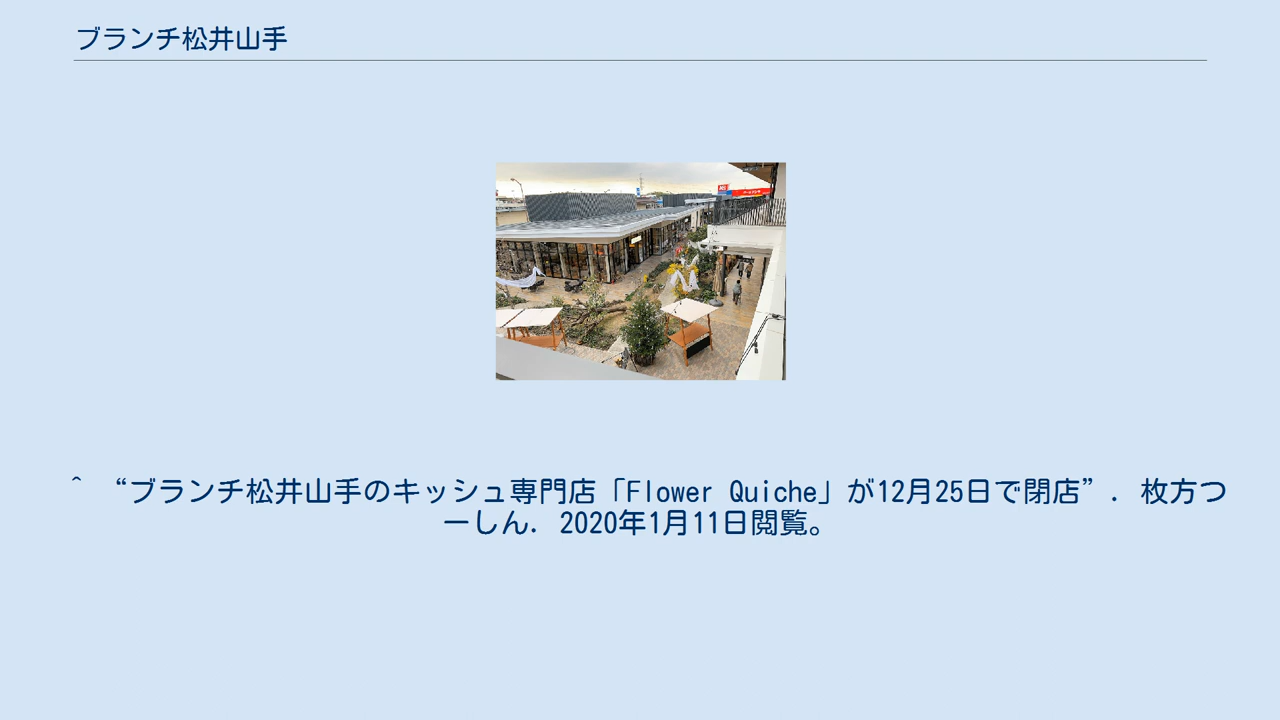 ブランチ松井山手
^ “ブランチ松井山手のキッシュ専門店「Flower Quiche」が12月25日で閉店”. 枚方つ
ーしん. 2020年1月11日閲覧。